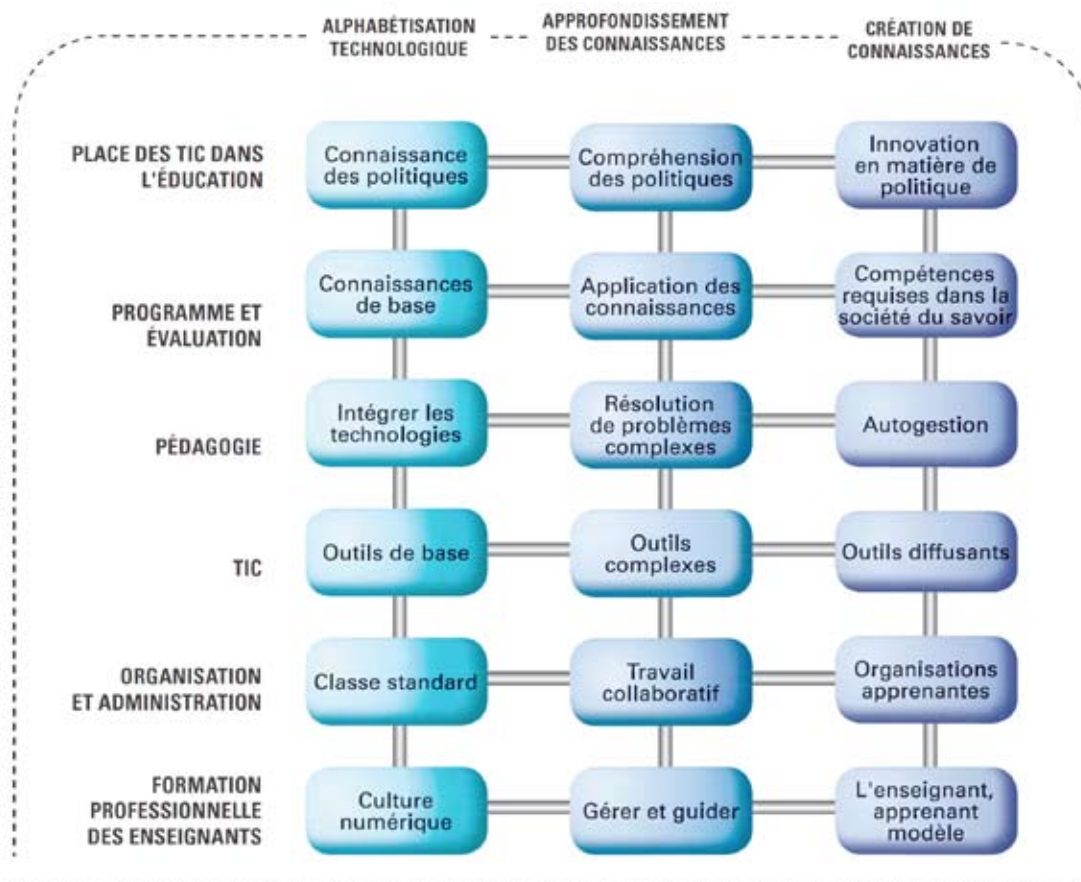 ALPHABÉTISATION
TECHNOLOGIQUE
APPROFONDISSEMENT
DES CONNAISSANCES
CRÉATION DE
CONNAISSANCES
PLACE DES TIC DANS
L'ÉDUCATION
Connaissance
des politiques
Compréhension
des politiques
Innovation
en matière de
politique
PROGRAMME ET
ÉVALUATION
Connaissances
de base
Application des
connaissances
Compétences
requises dans la
société du savoir
PÉDAGOGIE
Intégrer les
technologies
Résolution
de problèmes
complexes
Autogestion
TIC
Outils de base
Outils
complexes
Outils diffusants
ORGANISATION
ET ADMINISTRATION
Classe standard
Travail
collaboratif
Organisations
apprenantes
FORMATION
PROFESSIONNELLE
DES ENSEIGNANTS
Culture
numérique
Gérer et guider
L'enseignant,
apprenant
modèle